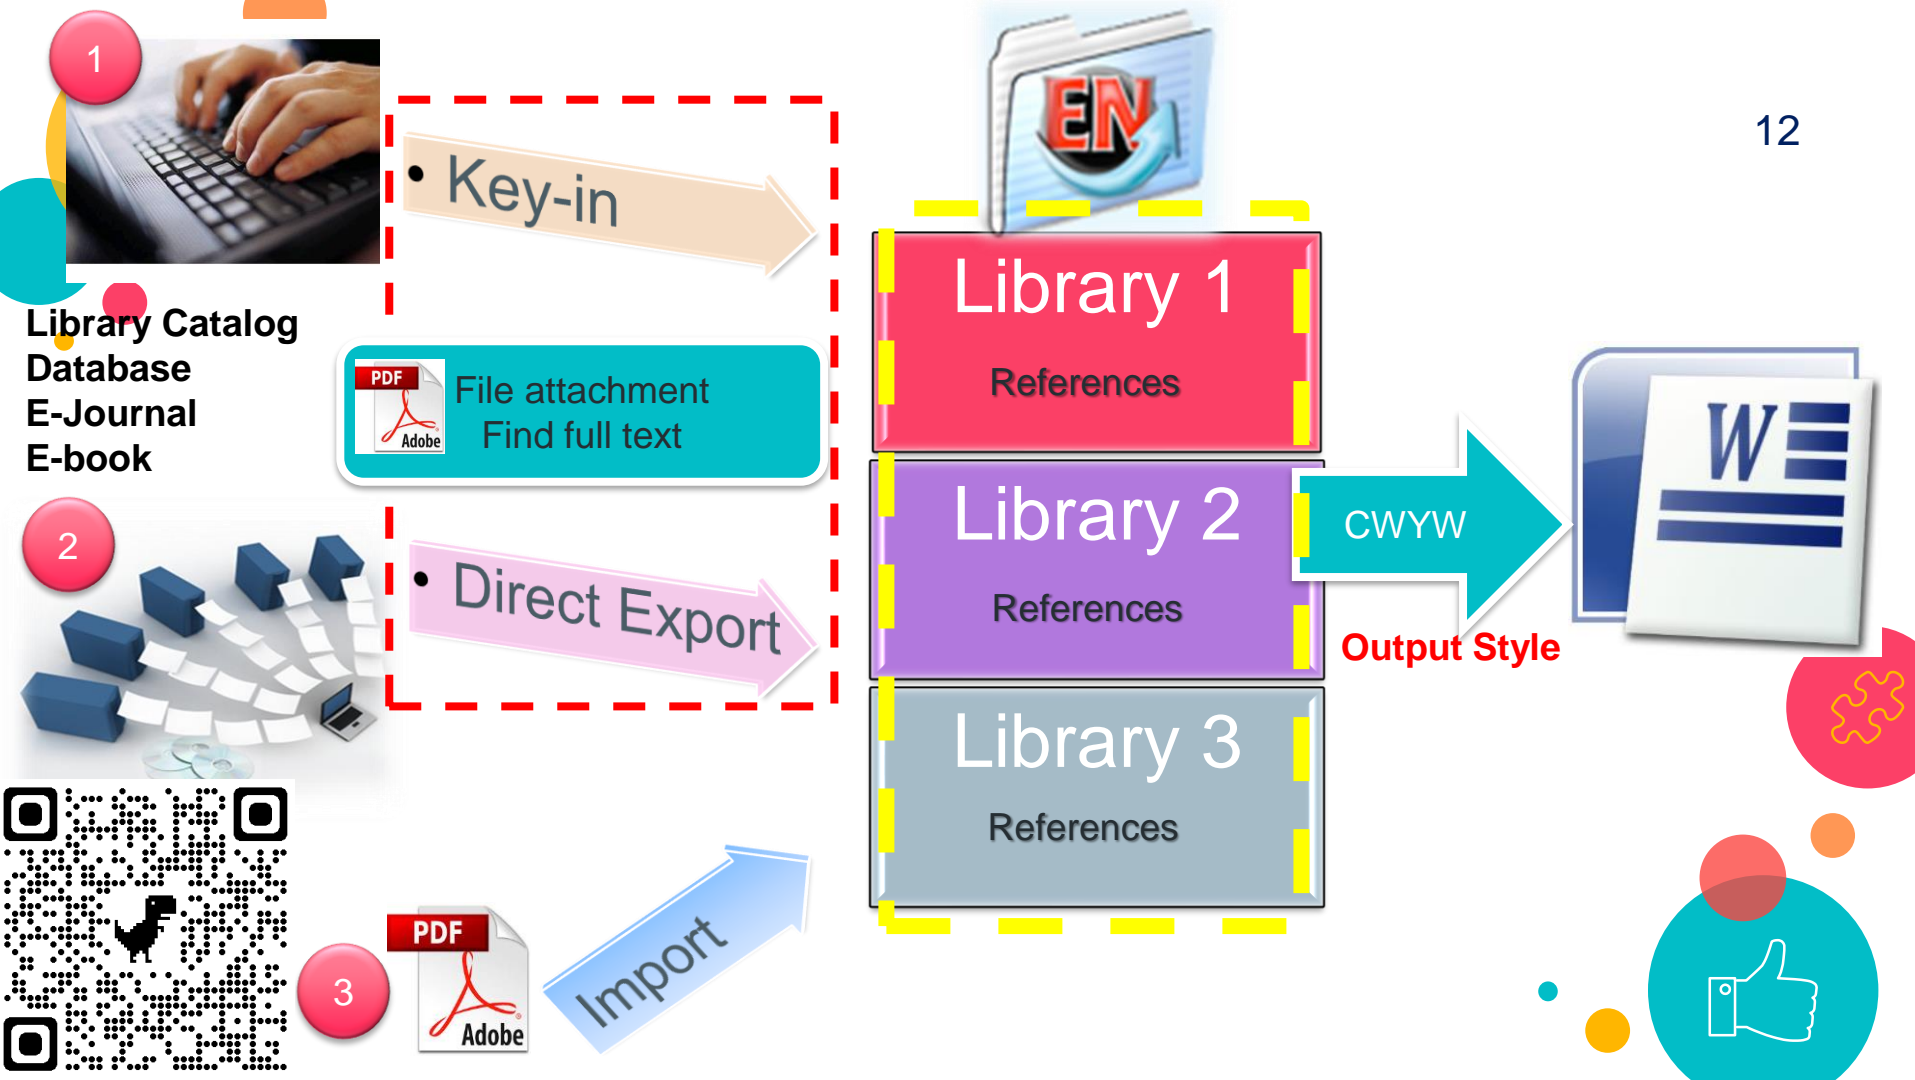 1
• Key-in
Library Catalog
Database
E-Journal
E-book
PDF
Adobe
File attachment
Find full text
2
• Direct Export
3
PDF
Adobe
Import
EN
Library 1
References
Library 2
References
Library 3
References
CWYW
Output Style
W
12